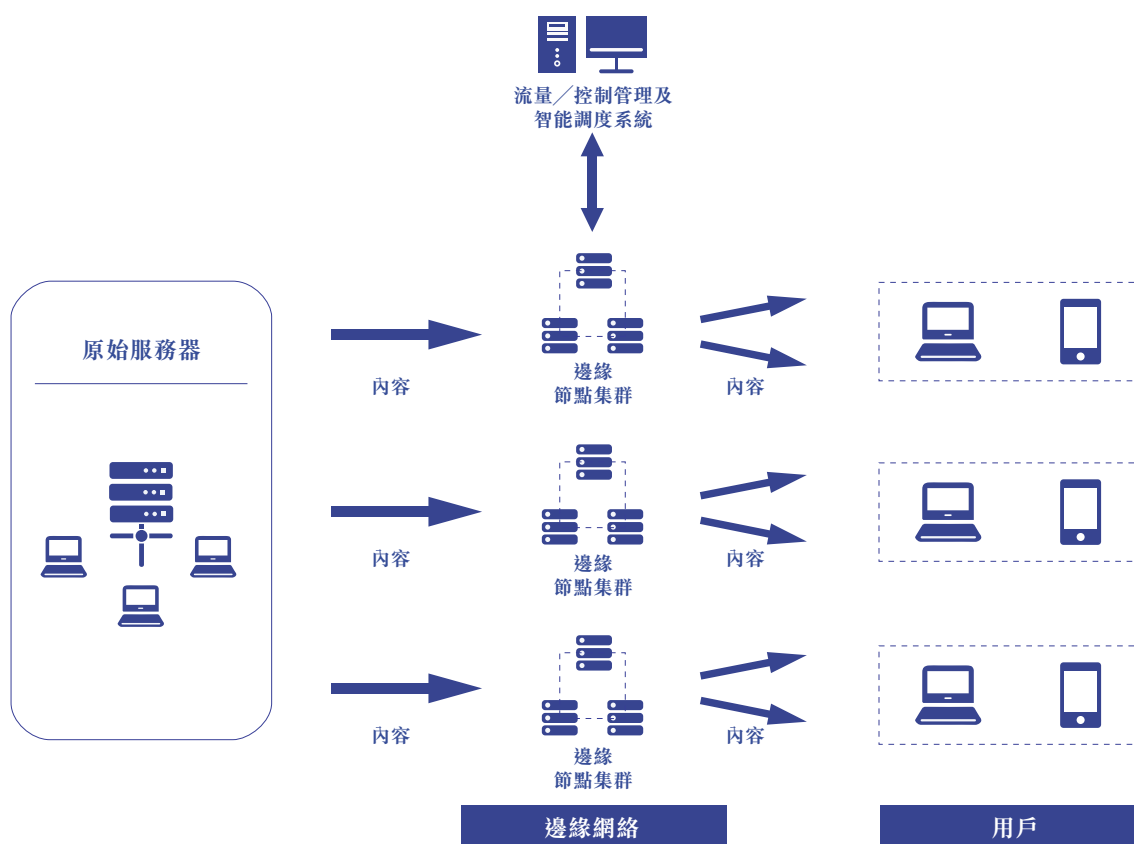 流量／控制管理及
智能調度系統
原始服務器
內容
邊緣
節點集群
內容
內容
邊緣
節點集群
內容
內容
邊緣
節點集群
內容
邊緣網絡
用戶